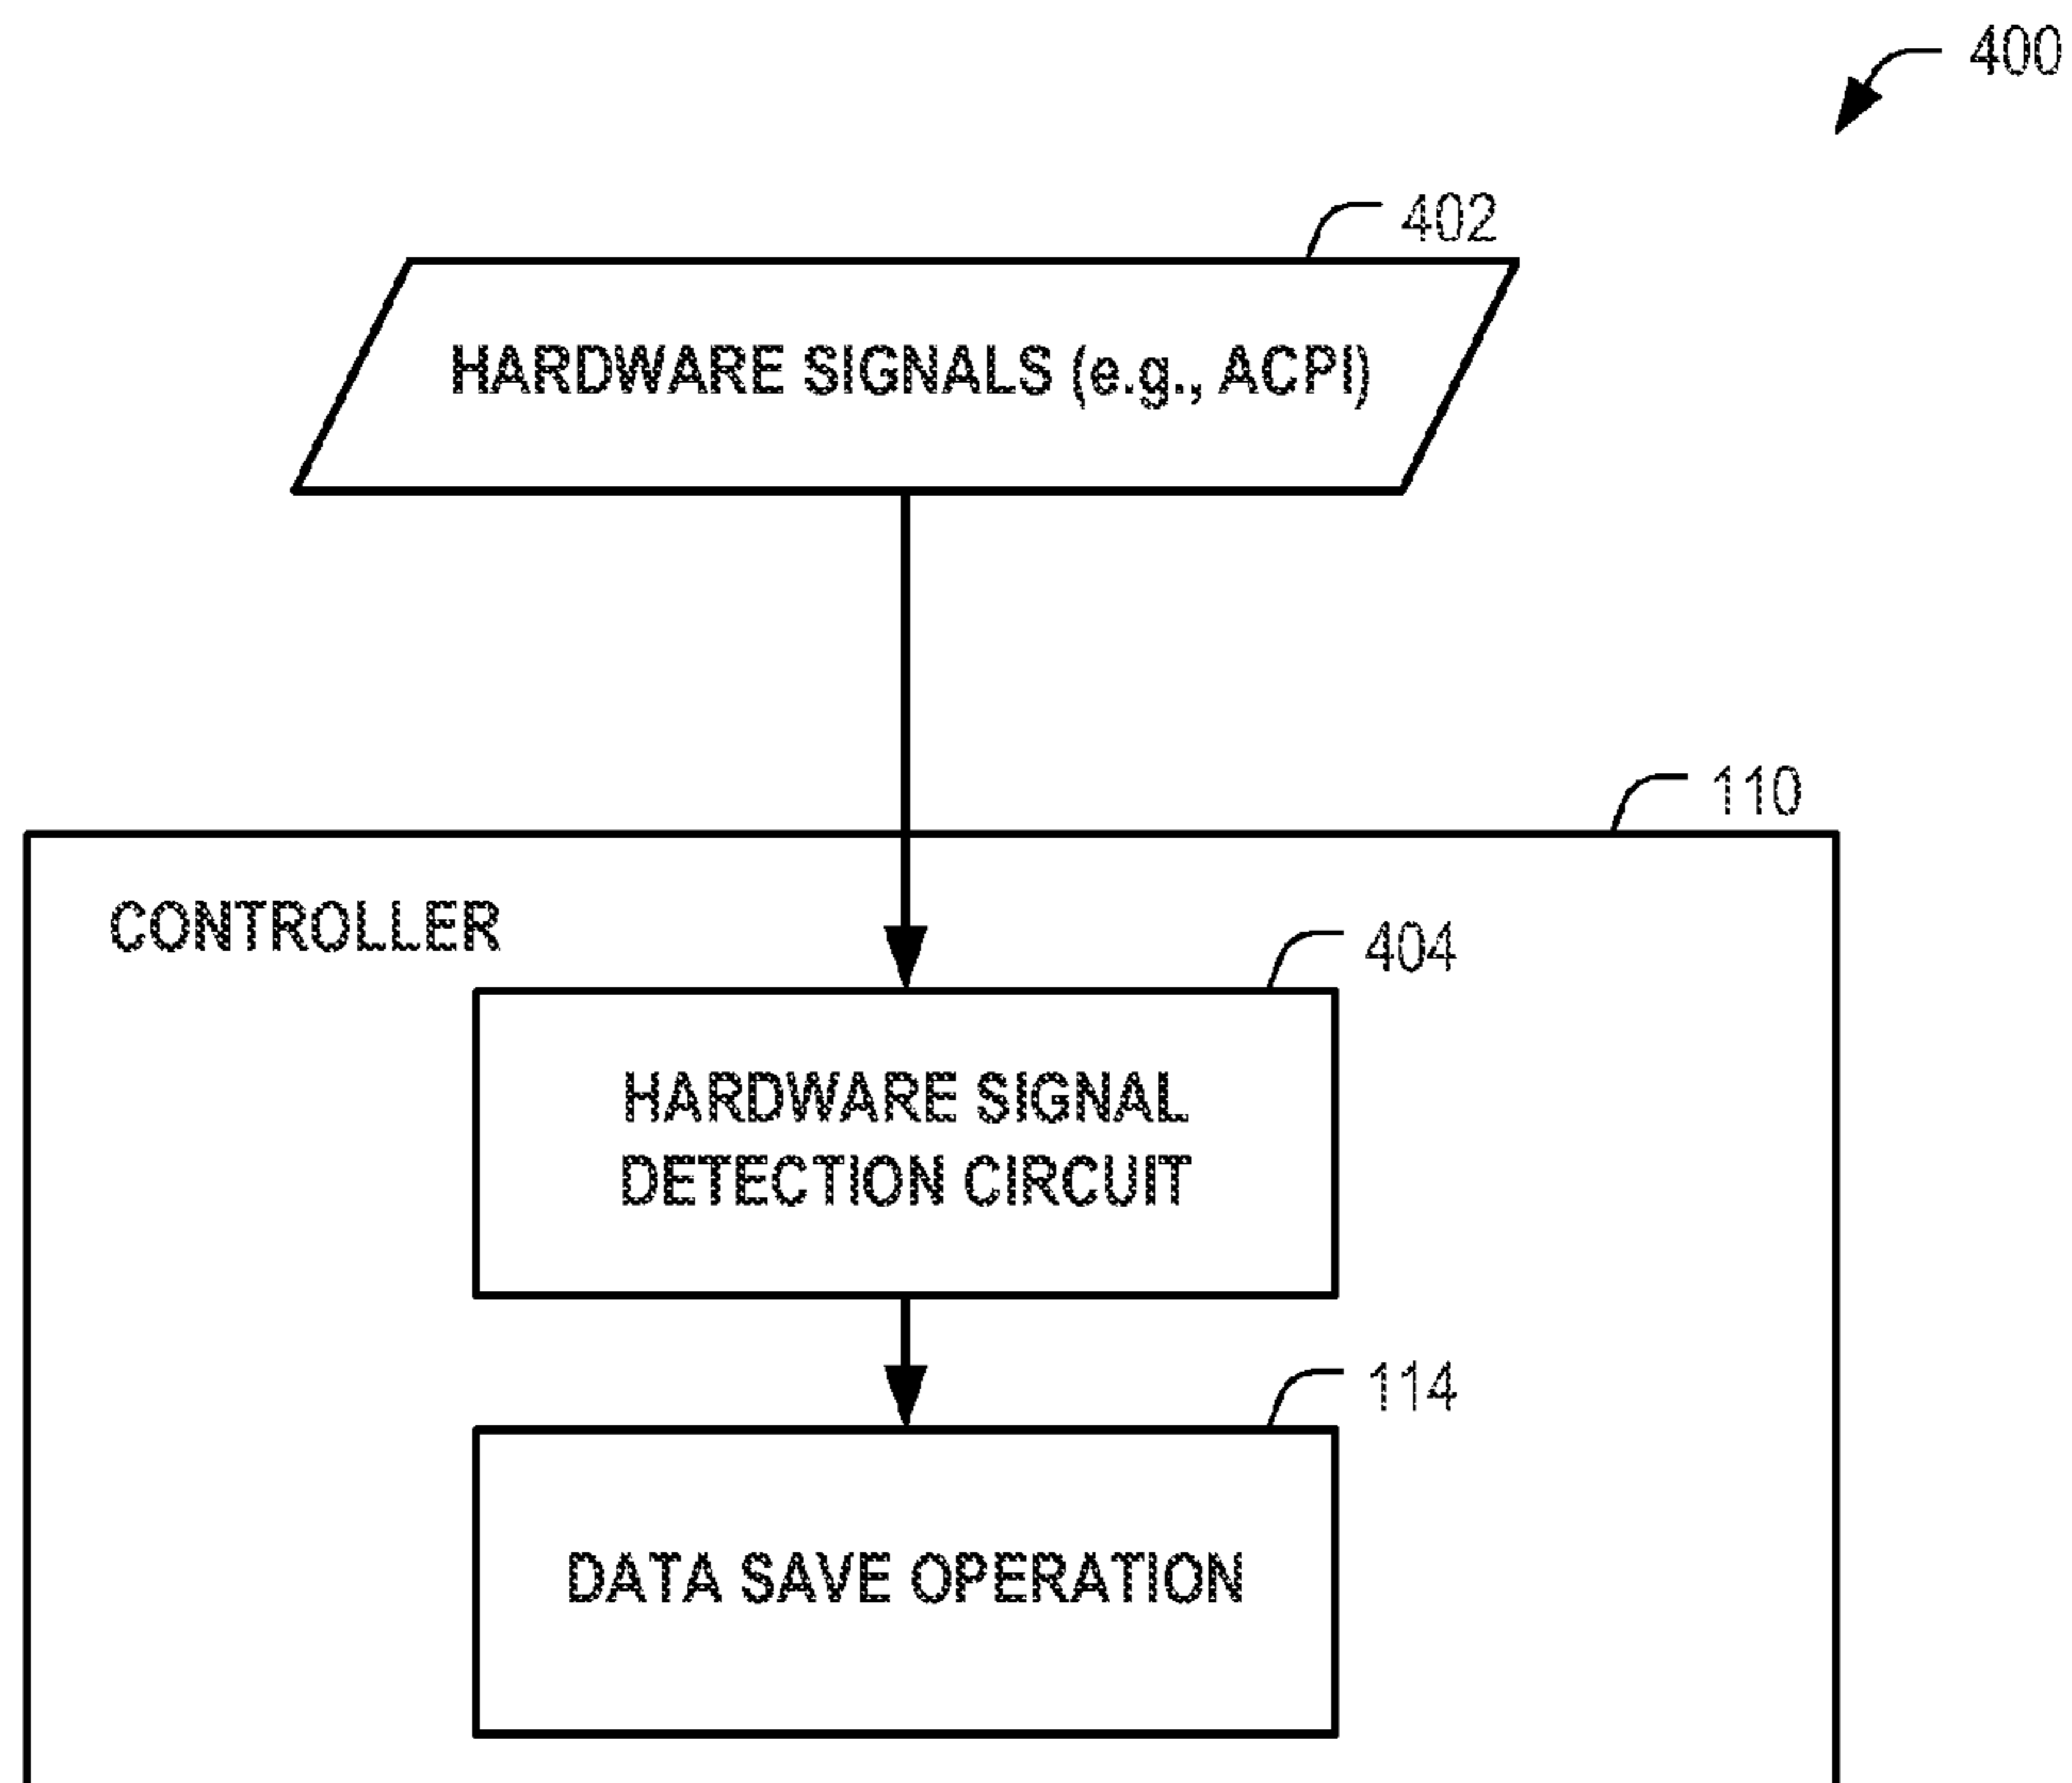 400
402
HARDWARE SIGNALS (e.g., ACPI)
110
CONTROLLER
404
HARDWARE SIGNAL
DETECTION CIRCUIT
114
DATA SAVE OPERATION